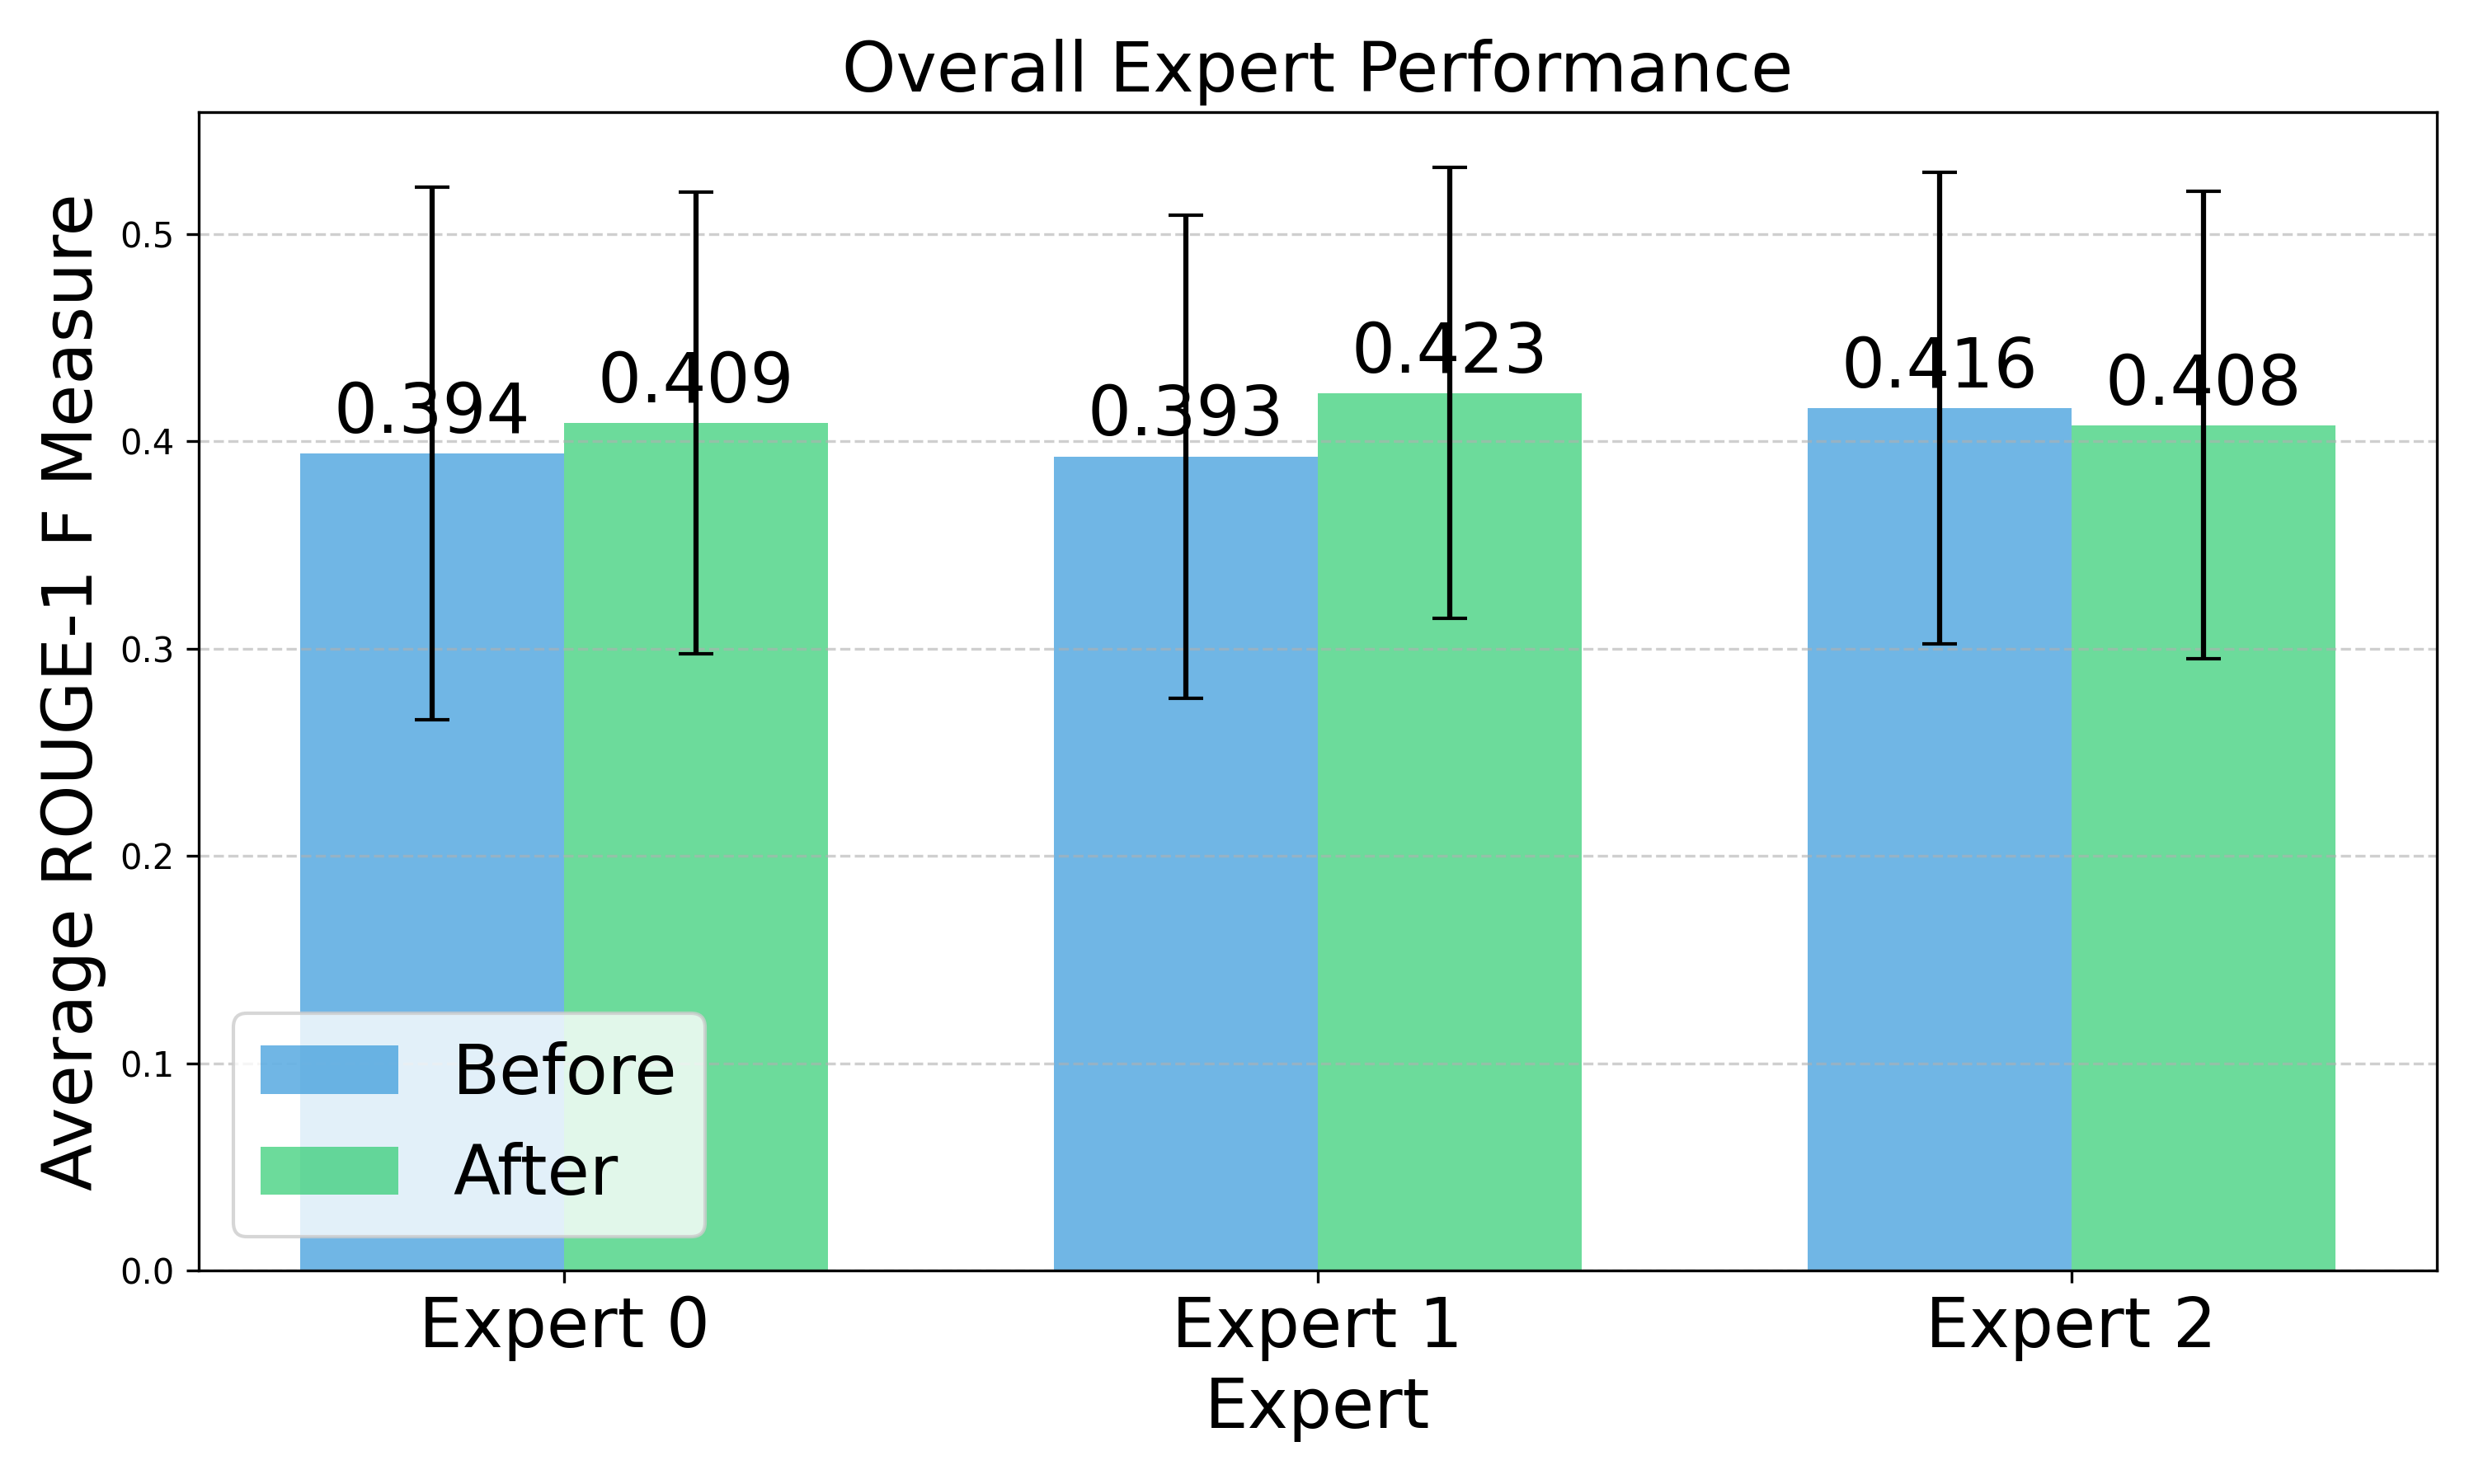 Overall Expert Performance
Average ROUGE-1 F Measure
0.5
0.4
0.3
0.2
0.1
0.0
0.394
0.409
0.393
0.423
0.416
0.408
Before
After
Expert 0
Expert 1
Expert 2
Expert